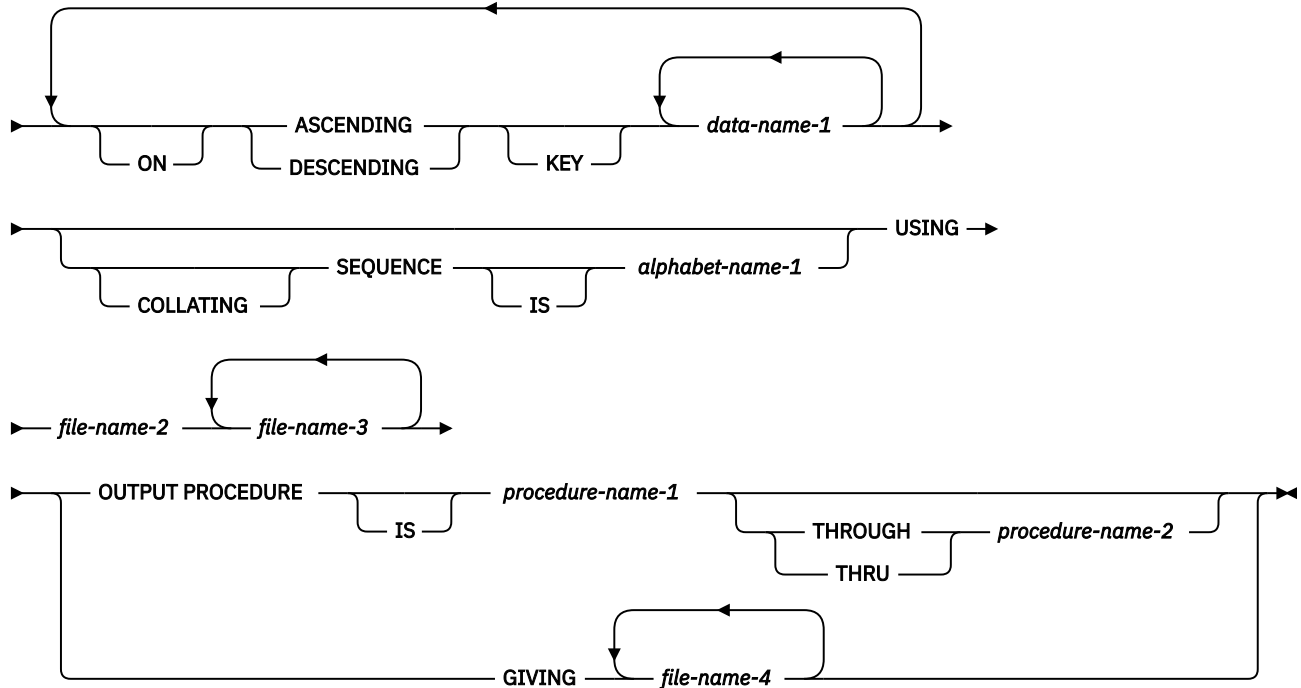 ASCENDING data-name-1
ON DESCENDING KEY
USING
SEQUENCE alphabet-name-1
COLLATING IS
file-name-2 file-name-3
OUTPUT PROCEDURE procedure-name-1
IS THROUGH procedure-name-2
THRU
GIVING file-name-4